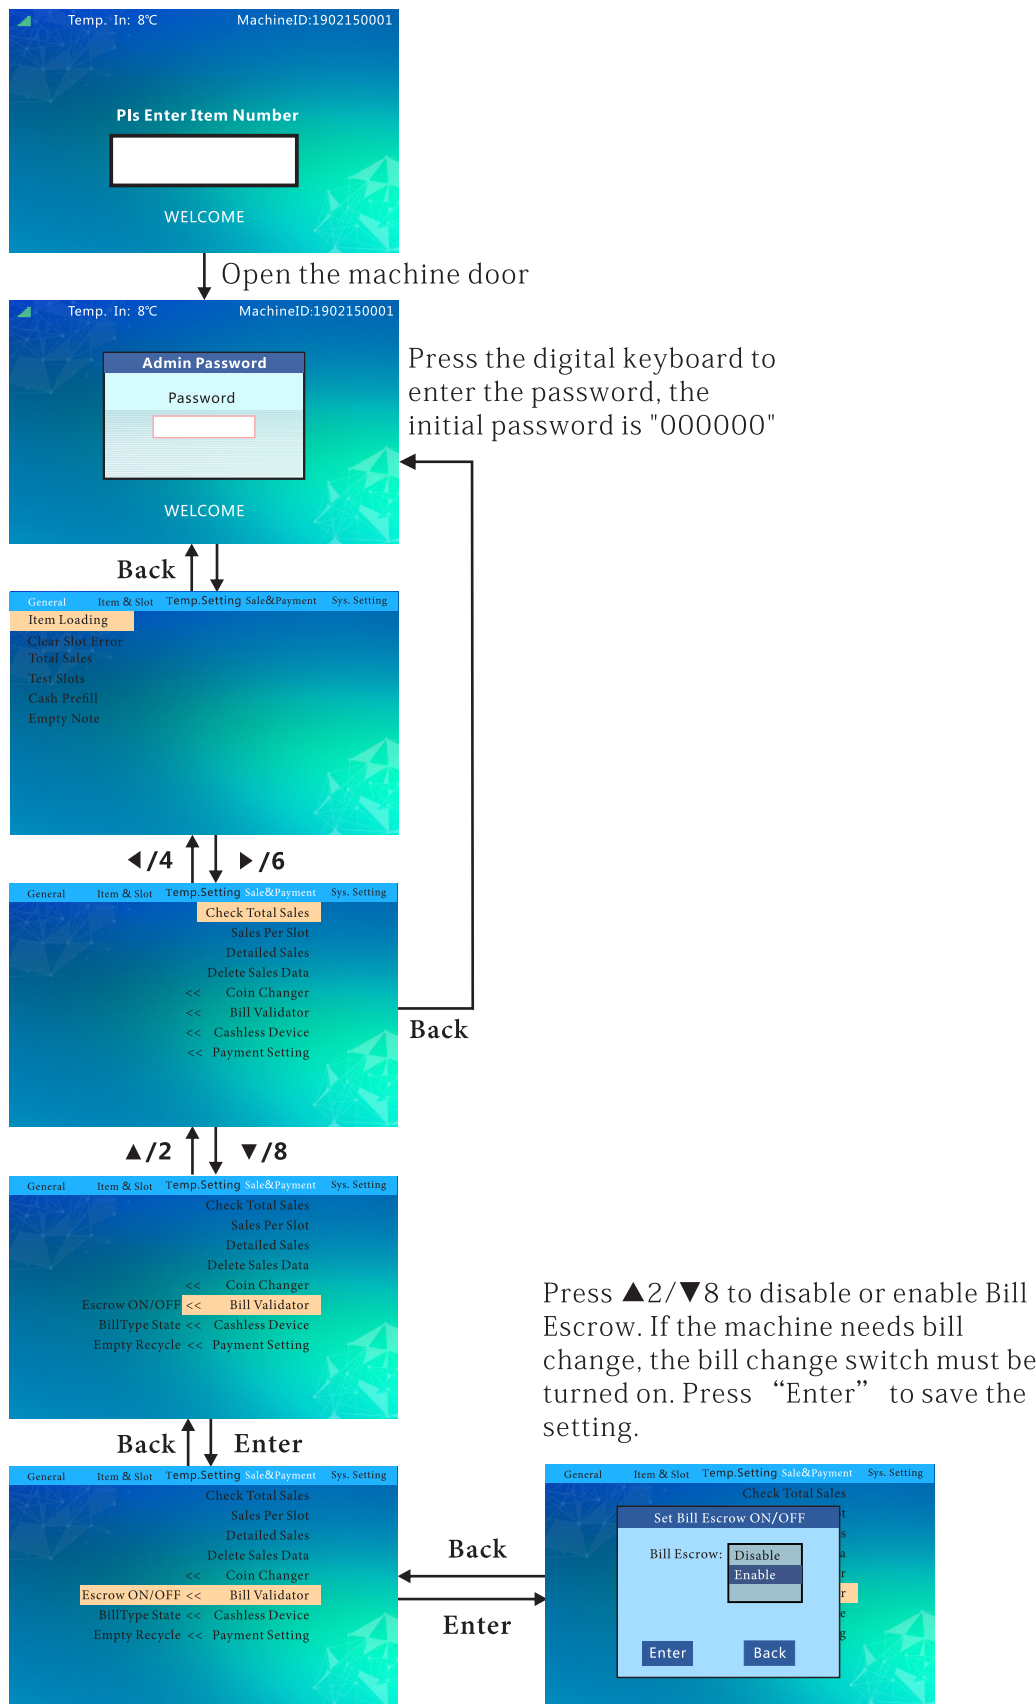 Temp. In: 8℃ MachineID:1902150001
Pls Enter Item Number
WELCOME
Open the machine door
Temp. In: 8℃ MachineID:1902150001
Admin Password
Password
WELCOME
Press the digital keyboard to
enter the password, the
initial password is "000000"
Back
General Item & Slot Temp.Setting Sale&Payment Sys. Setting
Item Loading
Clear Slot Error
Total Sales
Test Slots
Cash Prefill
Empty Note
◀/4 ▶/6
General Item & Slot Temp.Setting Sale&Payment Sys. Setting
Check Total Sales
Sales Per Slot
Detailed Sales
Delete Sales Data
<< Coin Changer
<< Bill Validator
<< Cashless Device
<< Payment Setting
Back
▲/2 ▼/8
General Item & Slot Temp.Setting Sale&Payment Sys. Setting
Check Total Sales
Sales Per Slot
Detailed Sales
Delete Sales Data
<< Coin Changer
Escrow ON/OFF << Bill Validator
BillType State << Cashless Device
Empty Recycle << Payment Setting
Back Enter
General Item & Slot Temp.Setting Sale&Payment Sys. Setting
Check Total Sales
Sales Per Slot
Detailed Sales
Delete Sales Data
<< Coin Changer
Escrow ON/OFF << Bill Validator
BillType State << Cashless Device
Empty Recycle << Payment Setting
Back
Enter
Press ▲2/▼8 to disable or enable Bill
Escrow. If the machine needs bill
change, the bill change switch must be
turned on. Press “Enter” to save the
setting.
General Item & Slot Temp.Setting Sale&Payment Sys. Setting
Check Total Sales
t
Set Bill Escrow ON/OFF
s
Bill Escrow: Disable
a
Enable
r
r
e
g
Enter Back